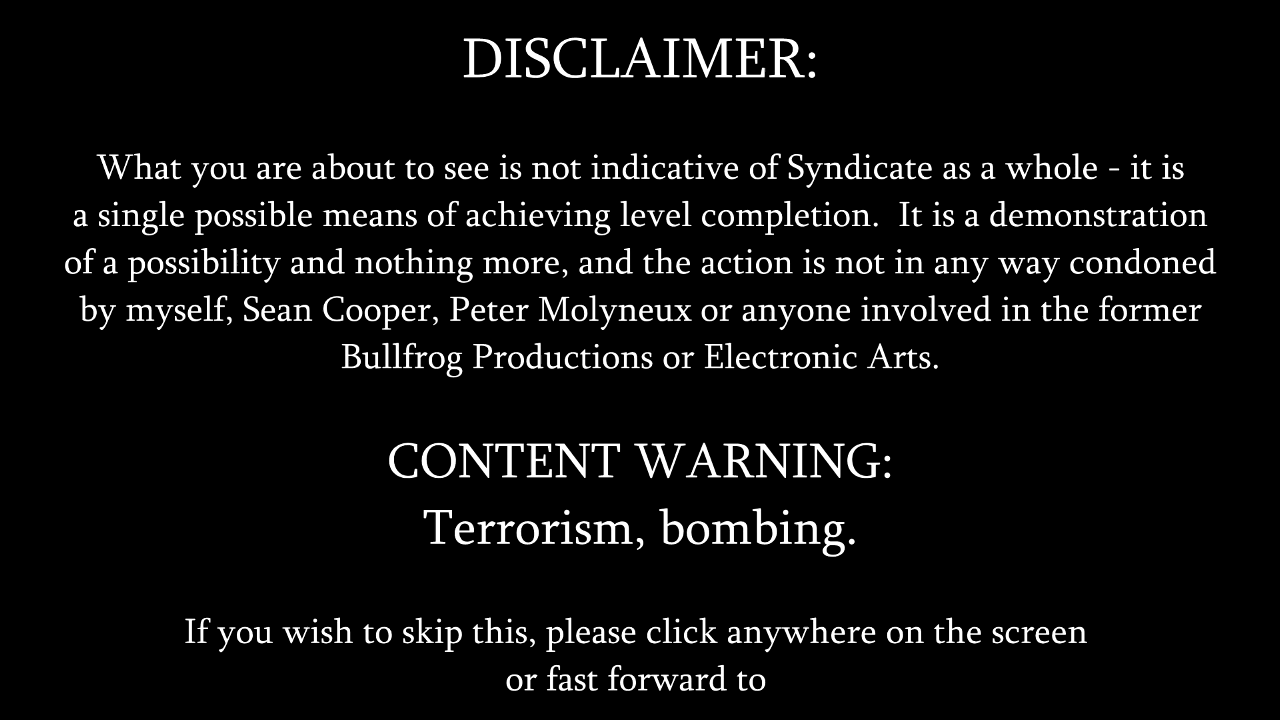 DISCLAIMER:
What you are about to see is not indicative of Syndicate as a whole - it is
a single possible means of achieving level completion.  It is a demonstration
of a possibility and nothing more, and the action is not in any way condoned
by myself, Sean Cooper, Peter Molyneux or anyone involved in the former
Bullfrog Productions or Electronic Arts.
CONTENT WARNING:
Terrorism, bombing.
If you wish to skip this, please click anywhere on the screen
or fast forward to